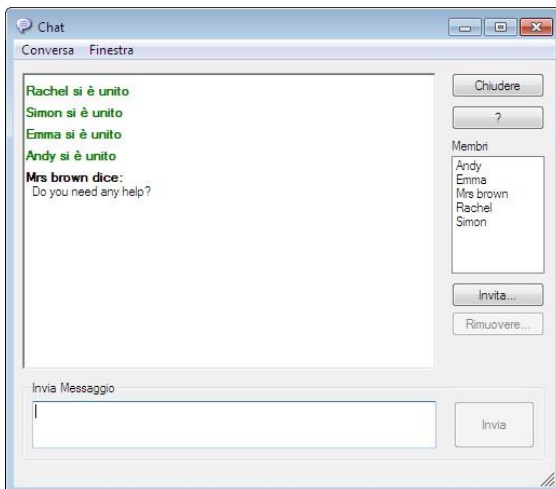 Chat
Conversa Finestra
Rachel si è unito
Simon si è unito
Emma si è unito
Andy si è unito
Mrs brown dice:
Do you need any help?
Chiudere
?
Membri
Andy
Emma
Mrs brown
Rachel
Simon
Invita...
Rimuovere...
Invia Messaggio
Invia